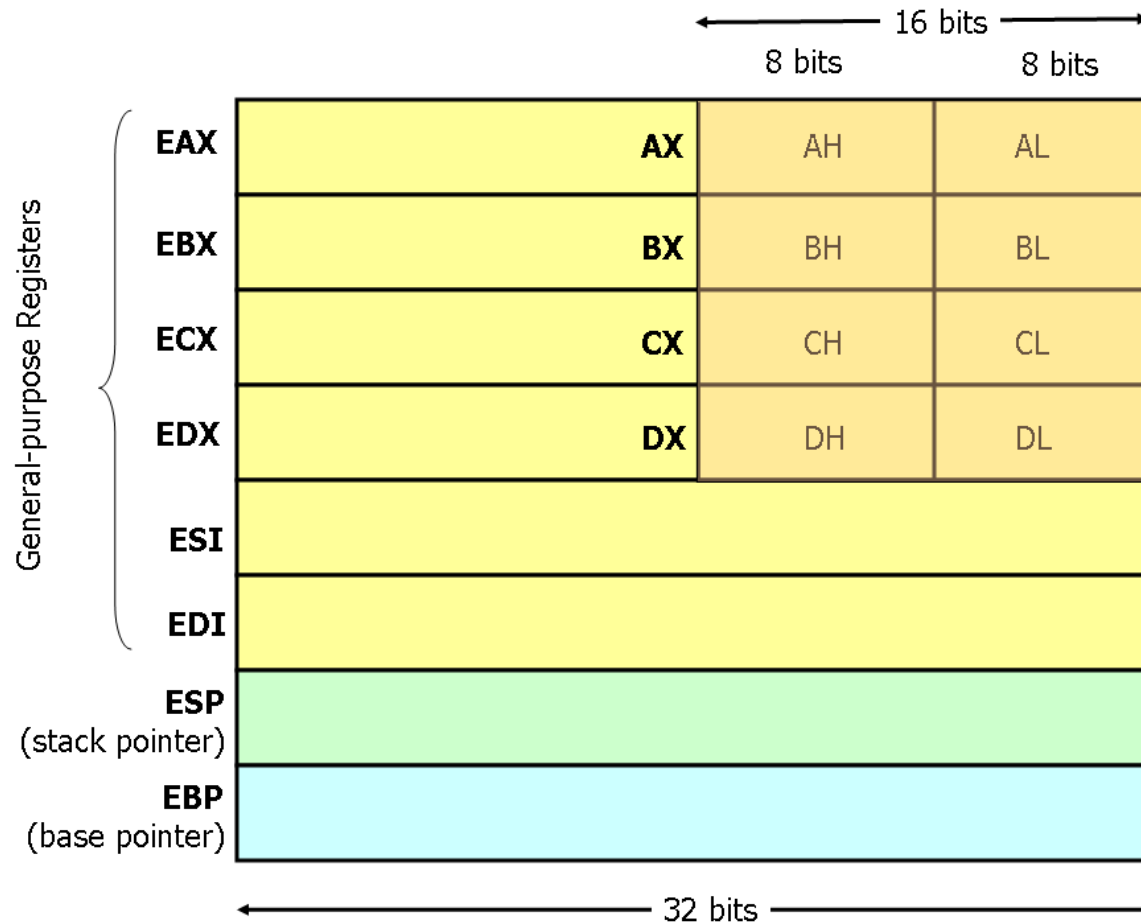 16 bits
8 bits 8 bits
General-purpose Registers
EAX AX AH AL
EBX BX BH BL
ECX CX CH CL
EDX DX DH DL
ESI
EDI
ESP
(stack pointer)
EBP
(base pointer)
32 bits